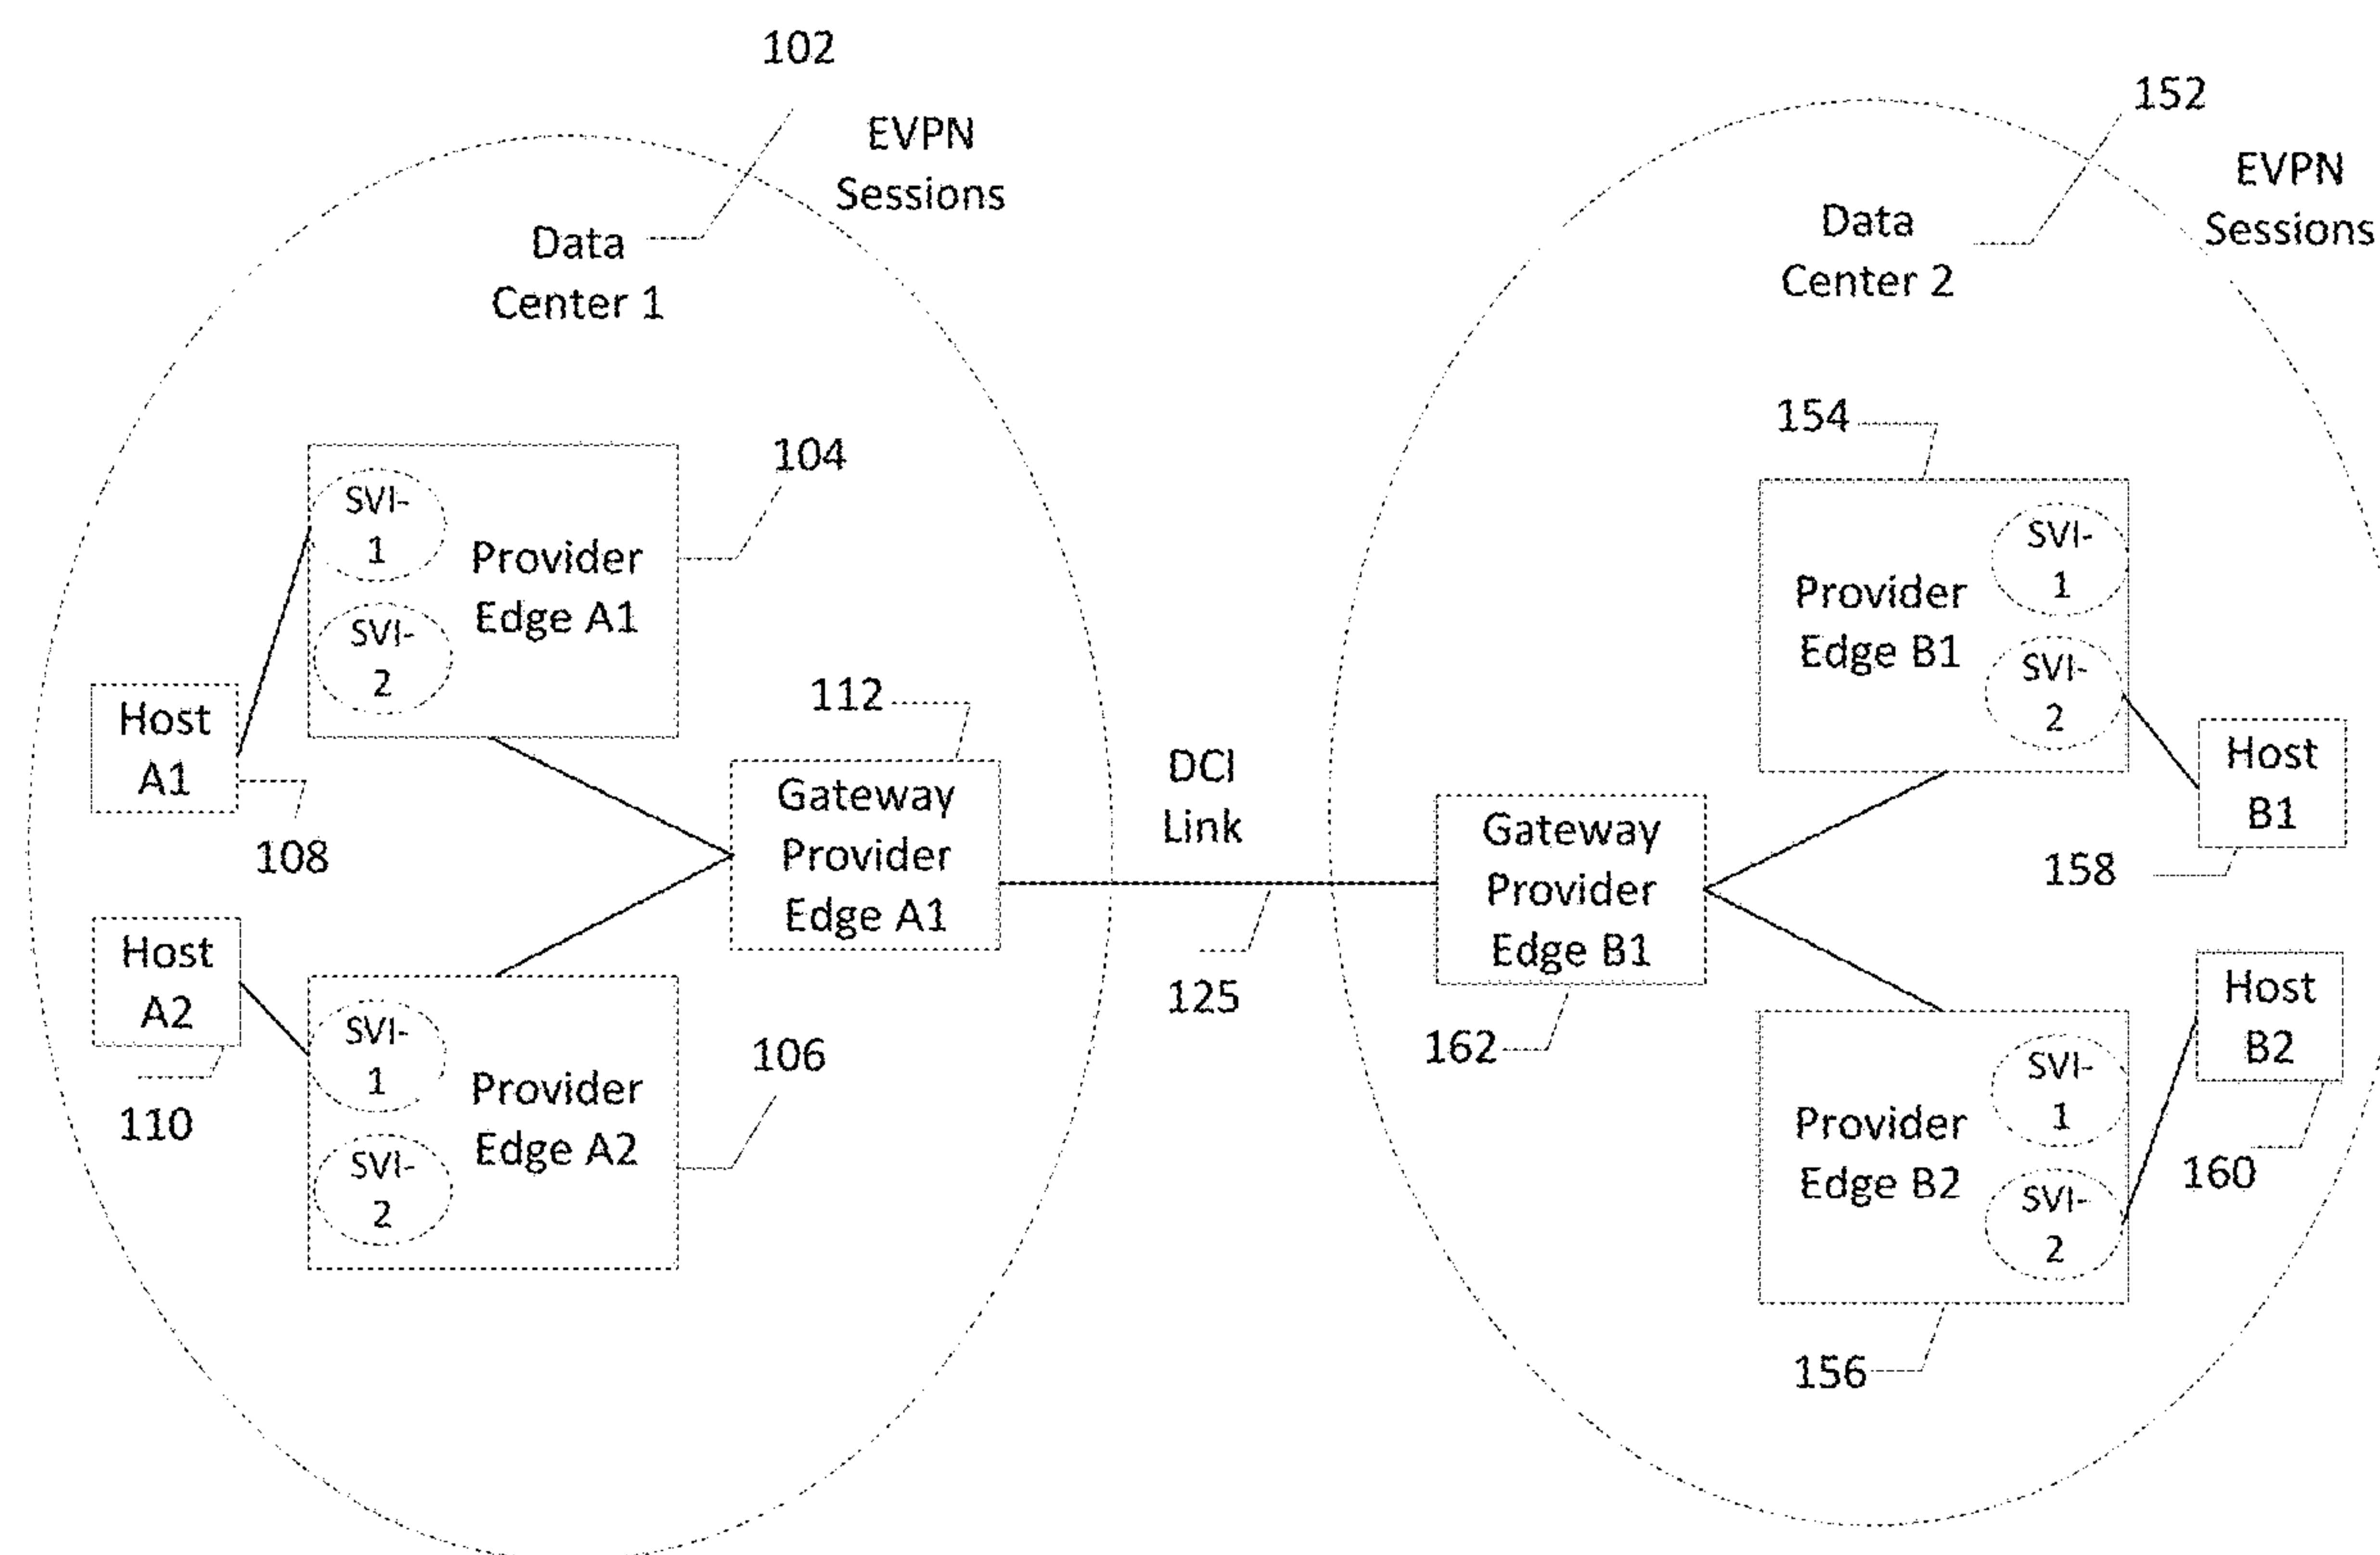 102
EVPN
Sessions
Data
Center 1
104
SVI-
1
Provider
Edge A1
SVI-
2
Host
A1
108
112
Gateway
Provider
Edge A1
Host
A2
110
SVI-
1
Provider
Edge A2
SVI-
2
106
DCI
Link
125
152
EVPN
Sessions
Data
Center 2
154
Provider
Edge B1
SVI-
1
SVI-
2
Host
B1
158
Gateway
Provider
Edge B1
162
Provider
Edge B2
SVI-
1
SVI-
2
Host
B2
160
156